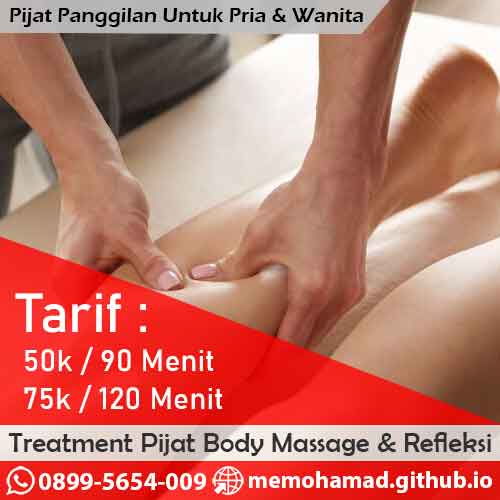 Pijat Panggilan Untuk Pria & Wanita
Tarif :
50k / 90 Menit
75k / 120 Menit
Treatment Pijat Body Massage & Refleksi
0899-5654-009 memohamad.github.io